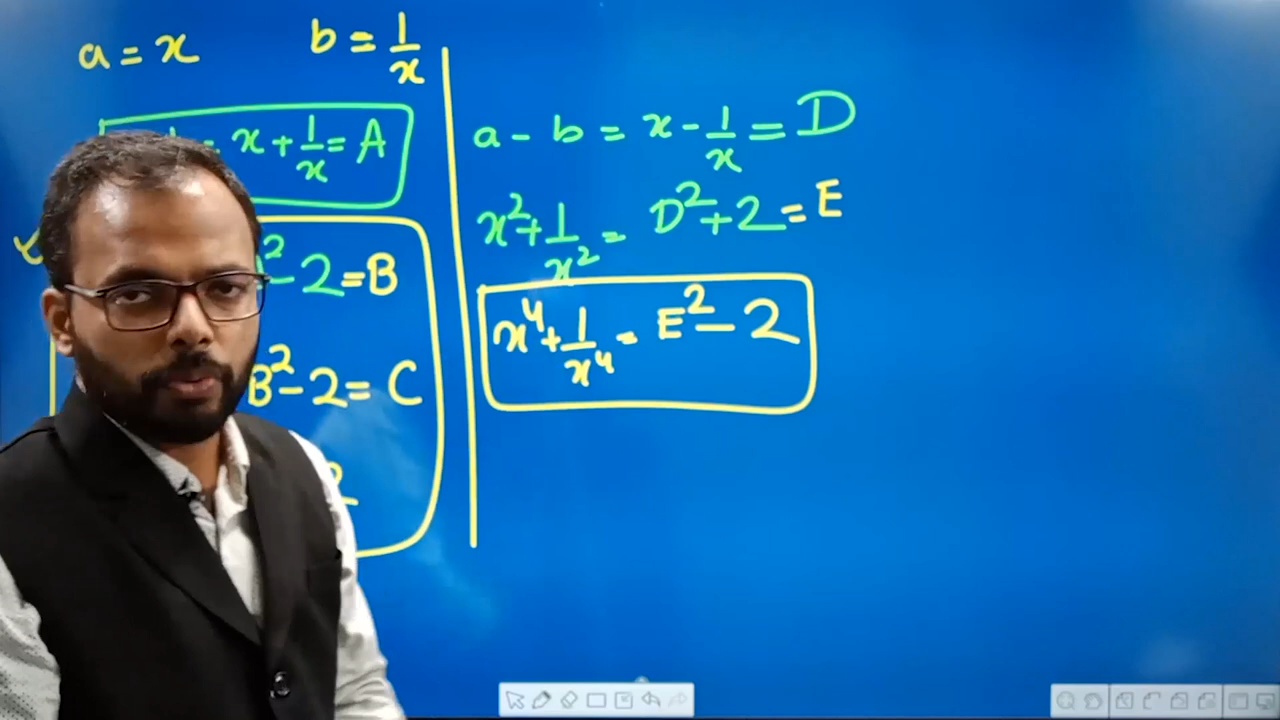 a = x b = 1/x
= x + 1/x = A
²-2 = B
B²-2 = C
a - b = x - 1/x = D
x² + 1/x² = D² + 2 = E
x⁴ + 1/x⁴ = E² - 2